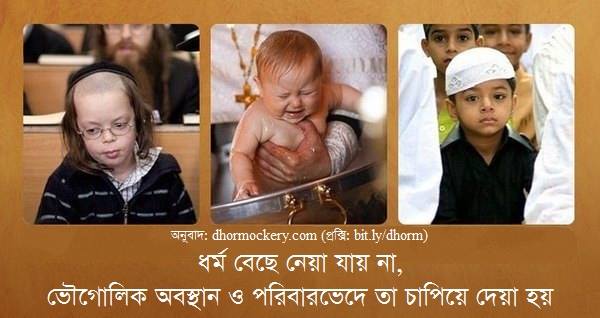 অনুবাদ: dhormockery.com (প্রক্সি: bit.ly/dhorm)
ধর্ম বেছে নেয়া যায় না,
ভৌগোলিক অবস্থান ও পরিবারভেদে তা চাপিয়ে দেয়া হয়